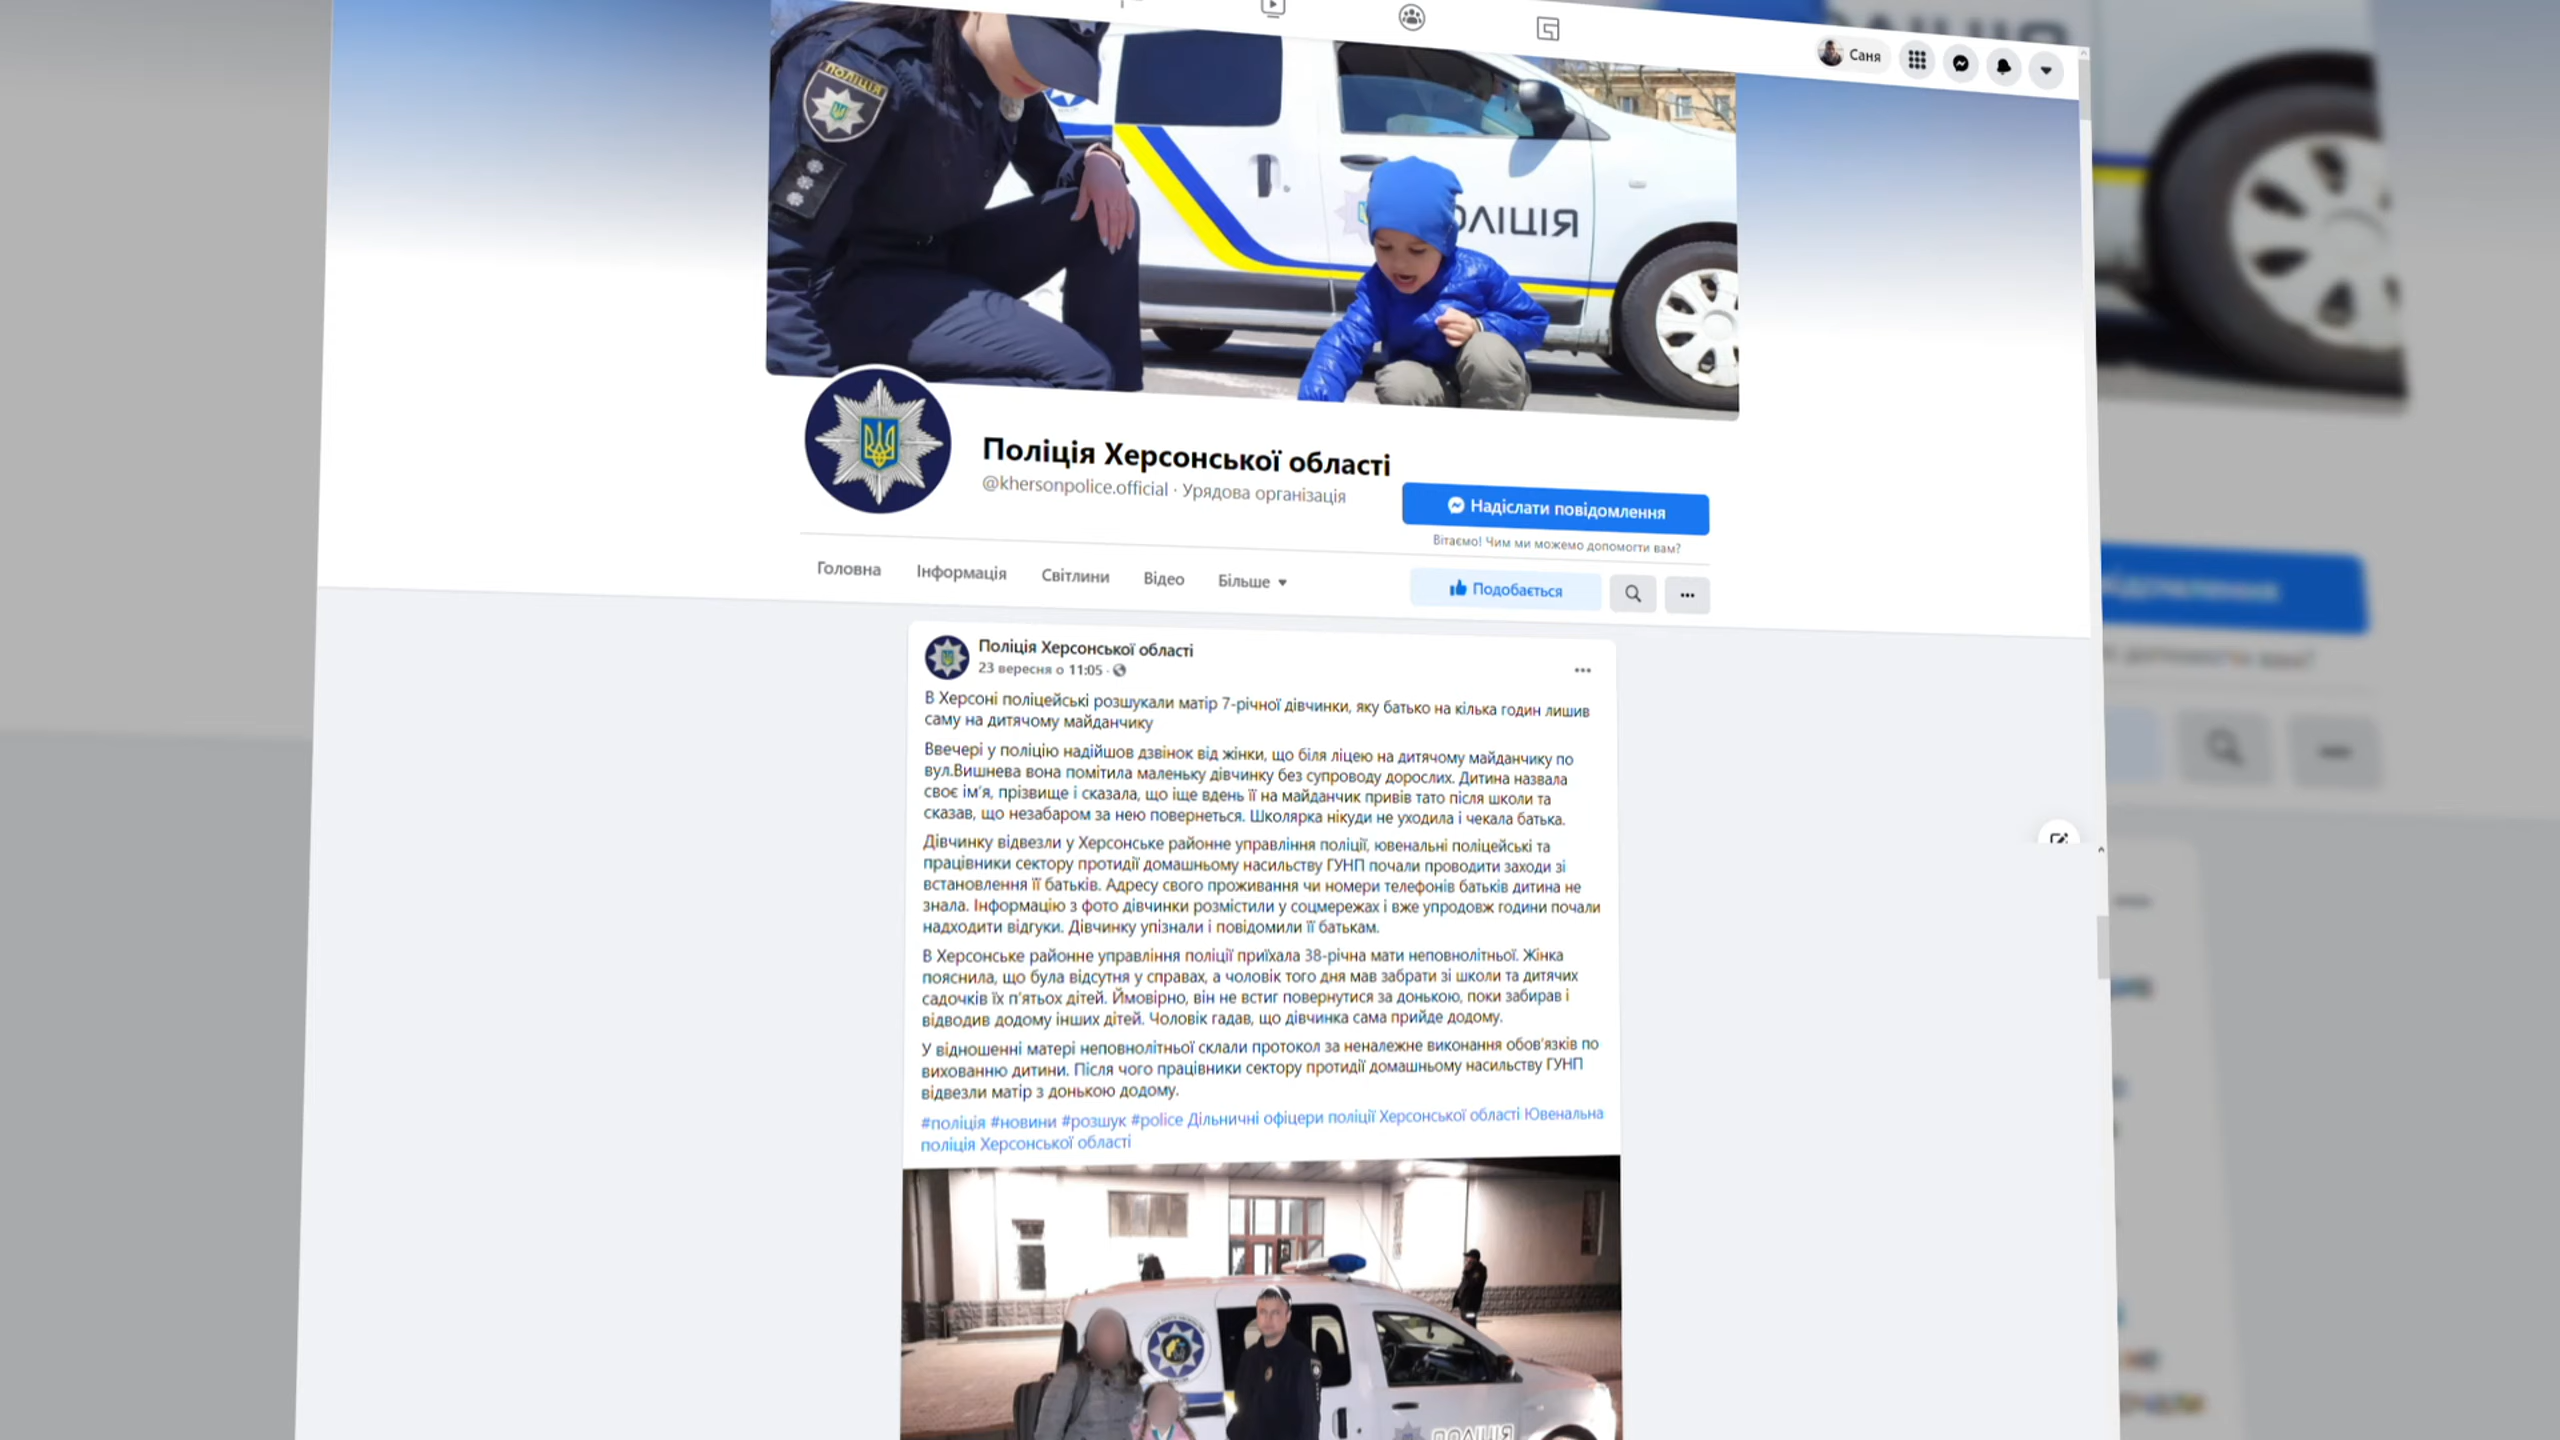 Саня
ПОЛІЦІЯ
ОЛІЦІЯ
Поліція Херсонської області
@khersonpolice.official · Урядова організація
Надіслати повідомлення
Вітаємо! Чим ми можемо допомогти вам?
Головна Інформація Світлини Відео Більше
Подобається
Поліція Херсонської області
23 вересня о 11:05 ·
В Херсоні поліцейські розшукали матір 7-річної дівчинки, яку батько на кілька годин лишив
саму на дитячому майданчику
Ввечері у поліцію надійшов дзвінок від жінки, що біля ліцею на дитячому майданчику по
вул.Вишнева вона помітила маленьку дівчинку без супроводу дорослих. Дитина назвала
своє ім'я, прізвище і сказала, що іще вдень її на майданчик привів тато після школи та
сказав, що незабаром за нею повернеться. Школярка нікуди не уходила і чекала батька.
Дівчинку відвезли у Херсонське районне управління поліції, ювенальні поліцейські та
працівники сектору протидії домашньому насильству ГУНП почали проводити заходи зі
встановлення її батьків. Адресу свого проживання чи номери телефонів батьків дитина не
знала. Інформацію з фото дівчинки розмістили у соцмережах і вже упродовж години почали
надходити відгуки. Дівчинку упізнали і повідомили її батькам.
В Херсонське районне управління поліції приїхала 38-річна мати неповнолітньої. Жінка
пояснила, що була відсутня у справах, а чоловік того дня мав забрати зі школи та дитячих
садочків їх п'ятьох дітей. Ймовірно, він не встиг повернутися за донькою, поки забирав і
відводив додому інших дітей. Чоловік гадав, що дівчинка сама прийде додому.
У відношенні матері неповнолітньої склали протокол за неналежне виконання обов'язків по
вихованню дитини. Після чого працівники сектору протидії домашньому насильству ГУНП
відвезли матір з донькою додому.
#поліція #новини #розшук #police Дільничні офіцери поліції Херсонської області Ювенальна
поліція Херсонської області
ПОЛІЦІЯ